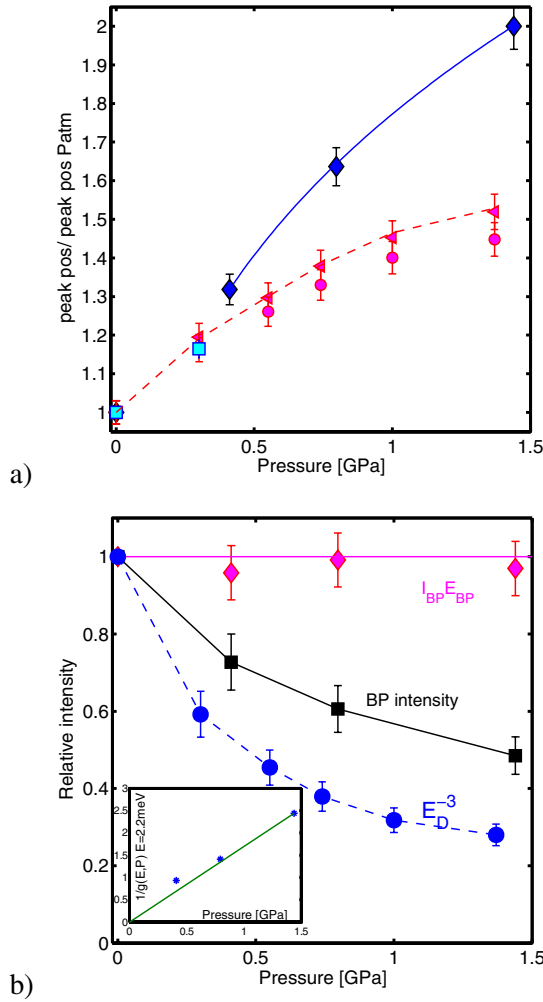 2
1.9
1.8
1.7
1.6
1.5
1.4
1.3
1.2
1.1
1
peak pos/ peak pos Patm
0 0.5 1 1.5
Pressure [GPa]
a)
1
0.8
0.6
0.4
0.2
0
Relative intensity
I_BP E_BP
BP intensity
E_D^-3
3
2.5
2
1.5
1
0.5
0
1/g(E,P) E=2.2meV
Pressure [GPa]
0 0.5 1 1.5
0 0.5 1 1.5
Pressure [GPa]
b)